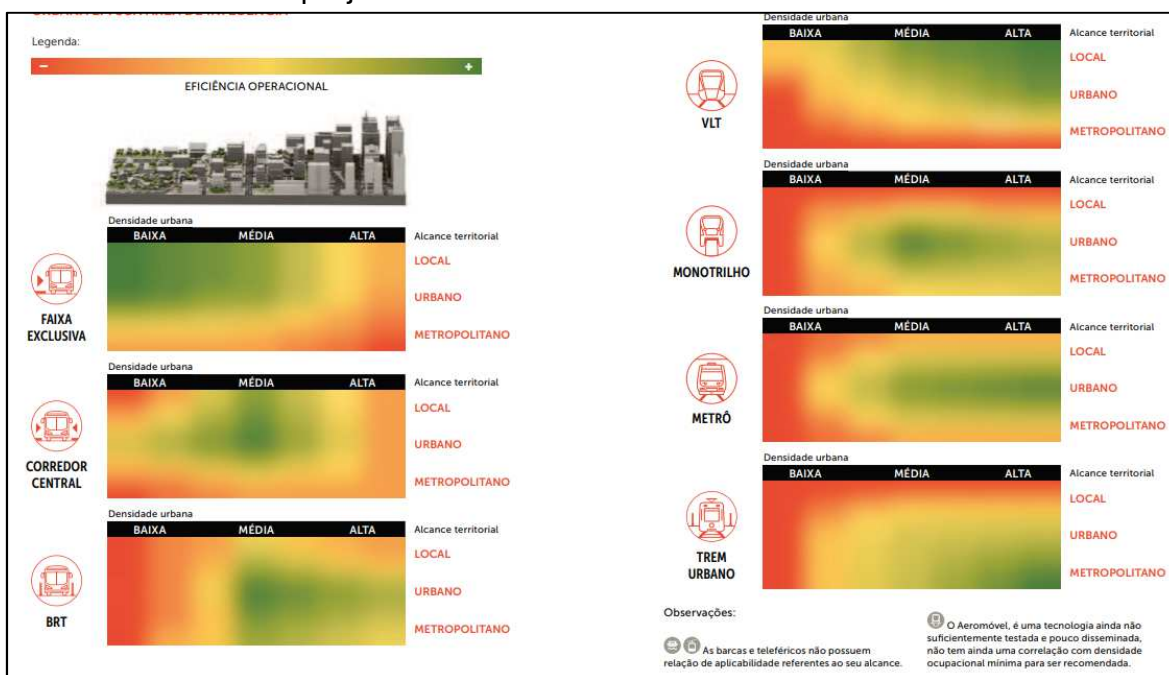 Legenda:
− +
EFICIÊNCIA OPERACIONAL
Densidade urbana
BAIXA MÉDIA ALTA Alcance territorial
FAIXA
EXCLUSIVA
LOCAL
URBANO
METROPOLITANO
Densidade urbana
BAIXA MÉDIA ALTA Alcance territorial
CORREDOR
CENTRAL
LOCAL
URBANO
METROPOLITANO
Densidade urbana
BAIXA MÉDIA ALTA Alcance territorial
BRT
LOCAL
URBANO
METROPOLITANO
Densidade urbana
BAIXA MÉDIA ALTA Alcance territorial
VLT
LOCAL
URBANO
METROPOLITANO
Densidade urbana
BAIXA MÉDIA ALTA Alcance territorial
MONOTRILHO
LOCAL
URBANO
METROPOLITANO
Densidade urbana
BAIXA MÉDIA ALTA Alcance territorial
METRÔ
LOCAL
URBANO
METROPOLITANO
Densidade urbana
BAIXA MÉDIA ALTA Alcance territorial
TREM
URBANO
LOCAL
URBANO
METROPOLITANO
Observações:
As barcas e teleféricos não possuem
relação de aplicabilidade referentes ao seu alcance.
O Aeromóvel, é uma tecnologia ainda não
suficientemente testada e pouco disseminada,
não tem ainda uma correlação com densidade
ocupacional mínima para ser recomendada.